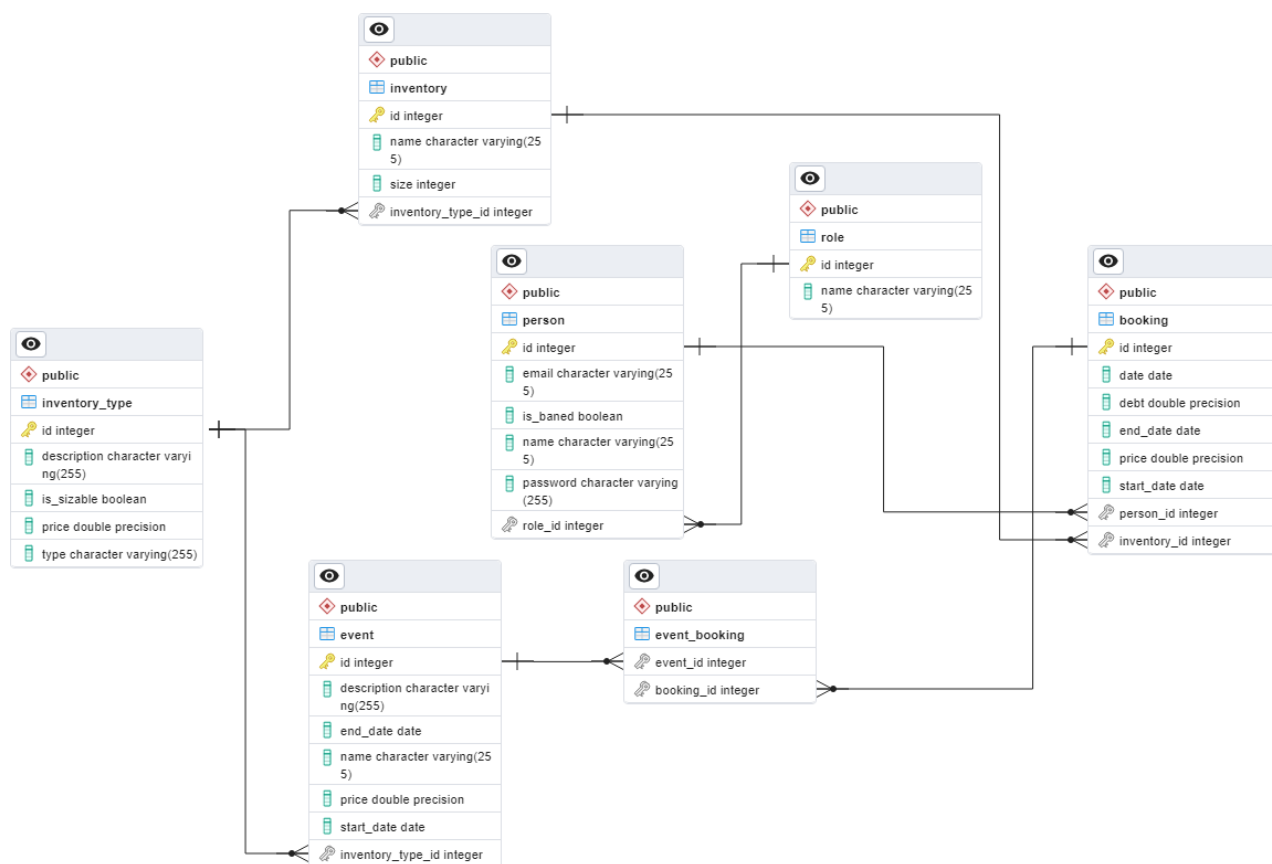 public
inventory
id integer
name character varying(25
5)
size integer
inventory_type_id integer
public
role
id integer
name character varying(25
5)
public
person
id integer
email character varying(25
5)
is_baned boolean
name character varying(25
5)
password character varying
(255)
role_id integer
public
booking
id integer
date date
debt double precision
end_date date
price double precision
start_date date
person_id integer
inventory_id integer
public
inventory_type
id integer
description character varyi
ng(255)
is_sizable boolean
price double precision
type character varying(255)
public
event
id integer
description character varyi
ng(255)
end_date date
name character varying(25
5)
price double precision
start_date date
inventory_type_id integer
public
event_booking
event_id integer
booking_id integer